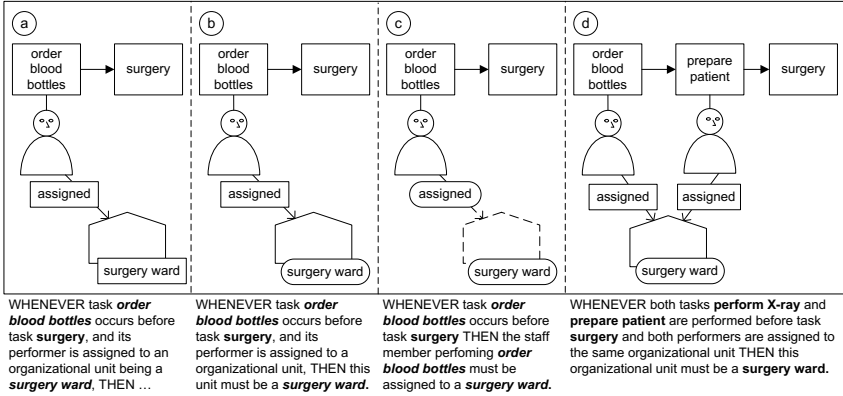 a
order
blood
bottles
surgery
assigned
surgery ward
WHENEVER task order
blood bottles occurs before
task surgery, and its
performer is assigned to an
organizational unit being a
surgery ward, THEN …
b
order
blood
bottles
surgery
assigned
surgery ward
WHENEVER task order
blood bottles occurs before
task surgery, and its
performer is assigned to a
organizational unit, THEN this
unit must be a surgery ward.
c
order
blood
bottles
surgery
assigned
surgery ward
WHENEVER task order
blood bottles occurs before
task surgery THEN the staff
member perfoming order
blood bottles must be
assigned to a surgery ward.
d
order
blood
bottles
prepare
patient
surgery
assigned
assigned
surgery ward
WHENEVER both tasks perform X-ray and
prepare patient are performed before task
surgery and both performers are assigned to
the same organizational unit THEN this
organizational unit must be a surgery ward.